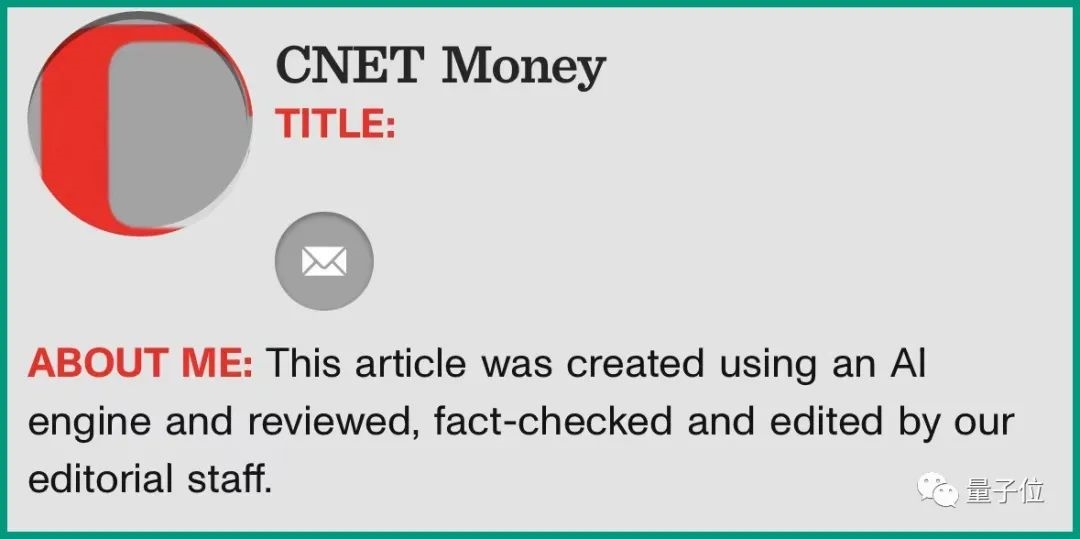 CNET Money
TITLE:
ABOUT ME: This article was created using an AI
engine and reviewed, fact-checked and edited by our
editorial staff.
量子位